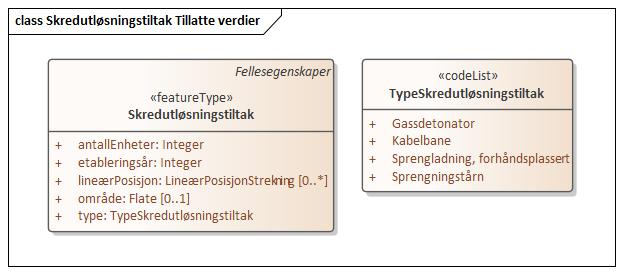 class Skredutløsningstiltak Tillatte verdier
Fellesegenskaper
«featureType»
Skredutløsningstiltak
+ antallEnheter: Integer
+ etableringsår: Integer
+ lineærPosisjon: LineærPosisjonStrekning [0..*]
+ område: Flate [0..1]
+ type: TypeSkredutløsningstiltak
«codeList»
TypeSkredutløsningstiltak
+ Gassdetonator
+ Kabelbane
+ Sprengladning, forhåndsplassert
+ Sprengningstårn